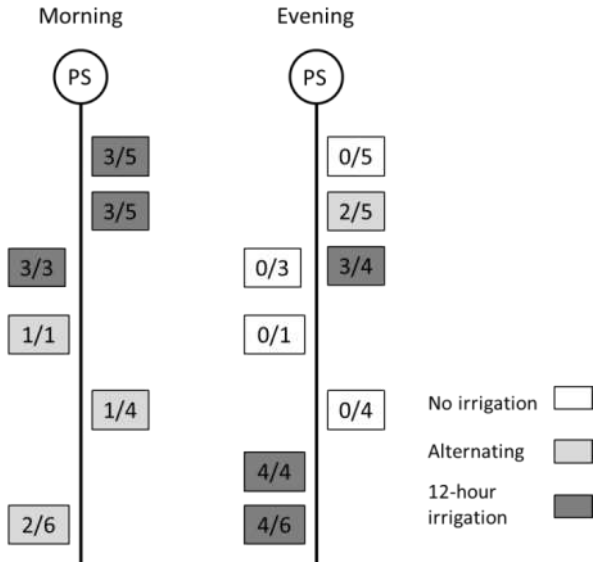 Morning
Evening
PS
PS
3/5
0/5
3/5
2/5
3/3
0/3
3/4
1/1
0/1
1/4
0/4
4/4
2/6
4/6
No irrigation
Alternating
12-hour
irrigation